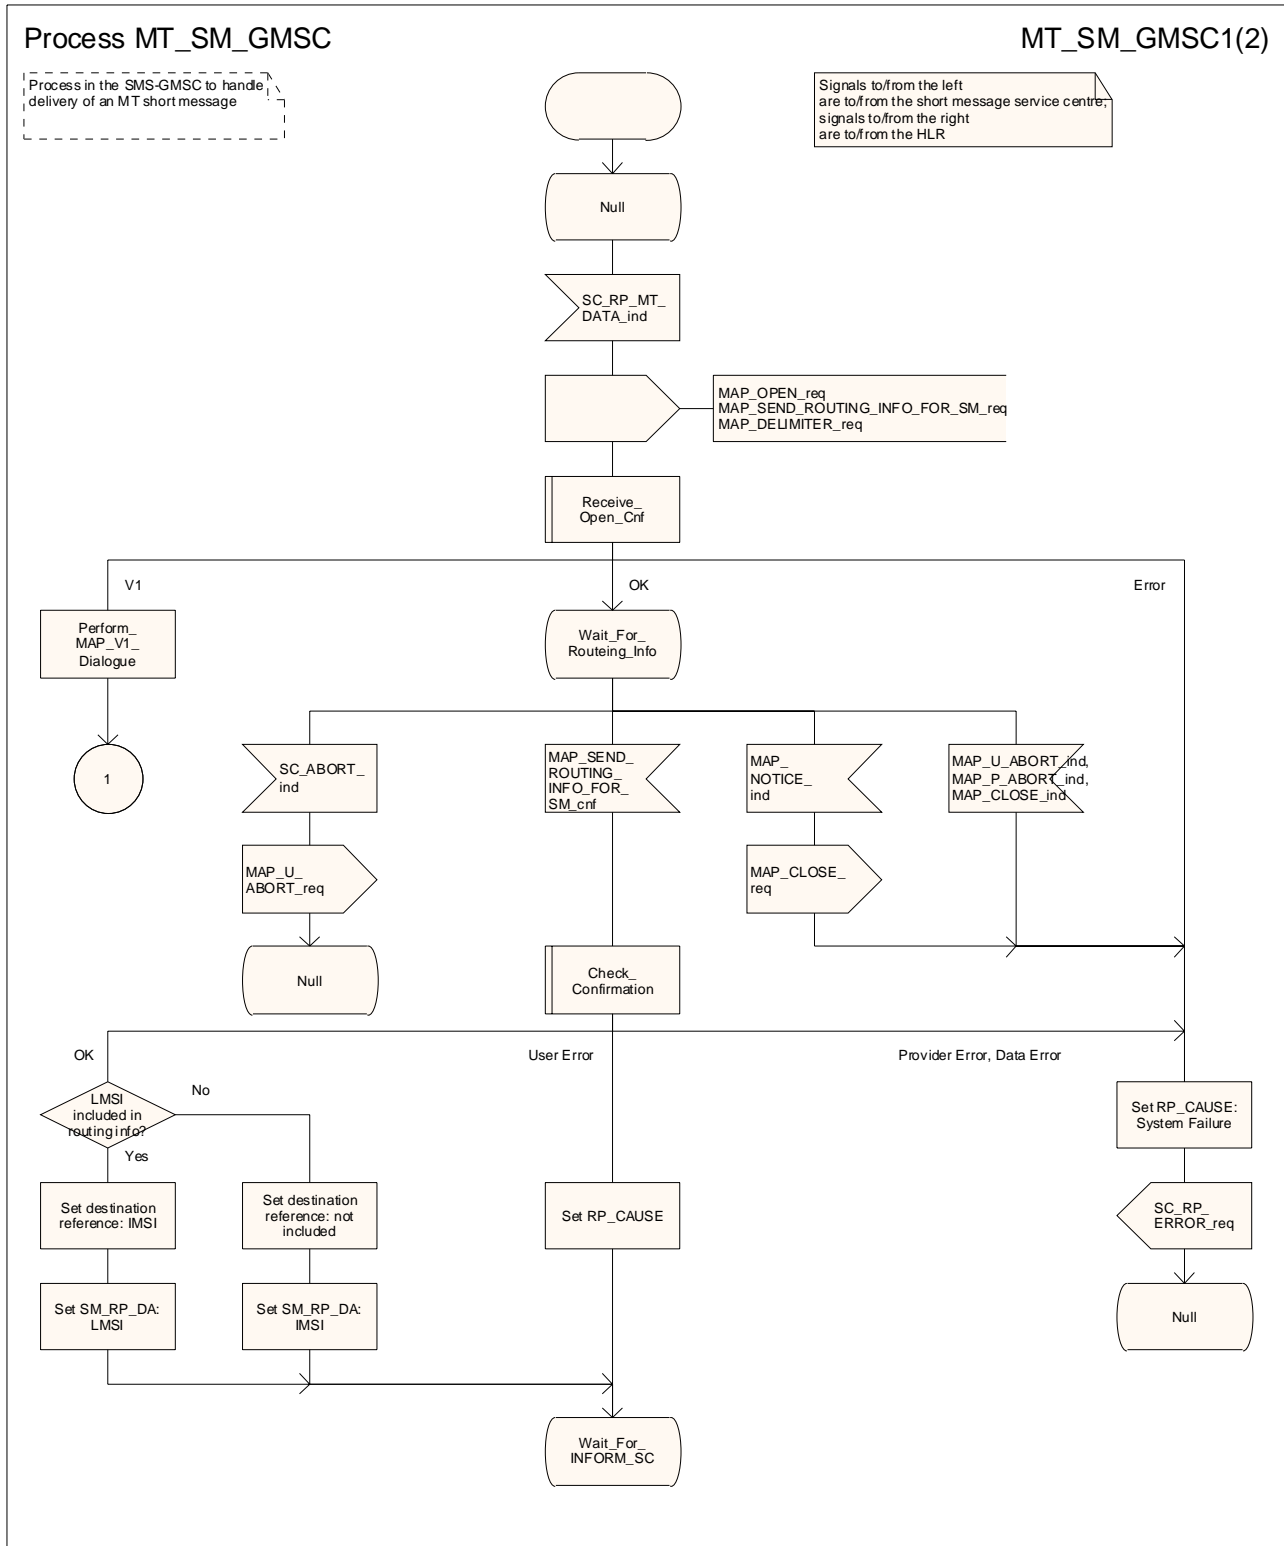 Process MT_SM_GMSC
MT_SM_GMSC1(2)
Process in the SMS-GMSC to handle
delivery of an MT short message
Signals to/from the left
are to/from the short message service centre;
signals to/from the right
are to/from the HLR
Null
SC_RP_MT_
DATA_ind
MAP_OPEN_req
MAP_SEND_ROUTING_INFO_FOR_SM_req
MAP_DELIMITER_req
Receive_
Open_Cnf
V1
OK
Error
Perform_
MAP_V1_
Dialogue
Wait_For_
Routeing_Info
1
SC_ABORT_
ind
MAP_SEND_
ROUTING_
INFO_FOR_
SM_cnf
MAP_
NOTICE_
ind
MAP_U_ABORT_ind,
MAP_P_ABORT_ind,
MAP_CLOSE_ind
MAP_U_
ABORT_req
MAP_CLOSE_
req
Null
Check_
Confirmation
OK
User Error
Provider Error, Data Error
LMSI
included in
routing info?
No
Yes
Set RP_CAUSE:
System Failure
Set destination
reference: IMSI
Set destination
reference: not
included
Set RP_CAUSE
SC_RP_
ERROR_req
Set SM_RP_DA:
LMSI
Set SM_RP_DA:
IMSI
Null
Wait_For_
INFORM_SC